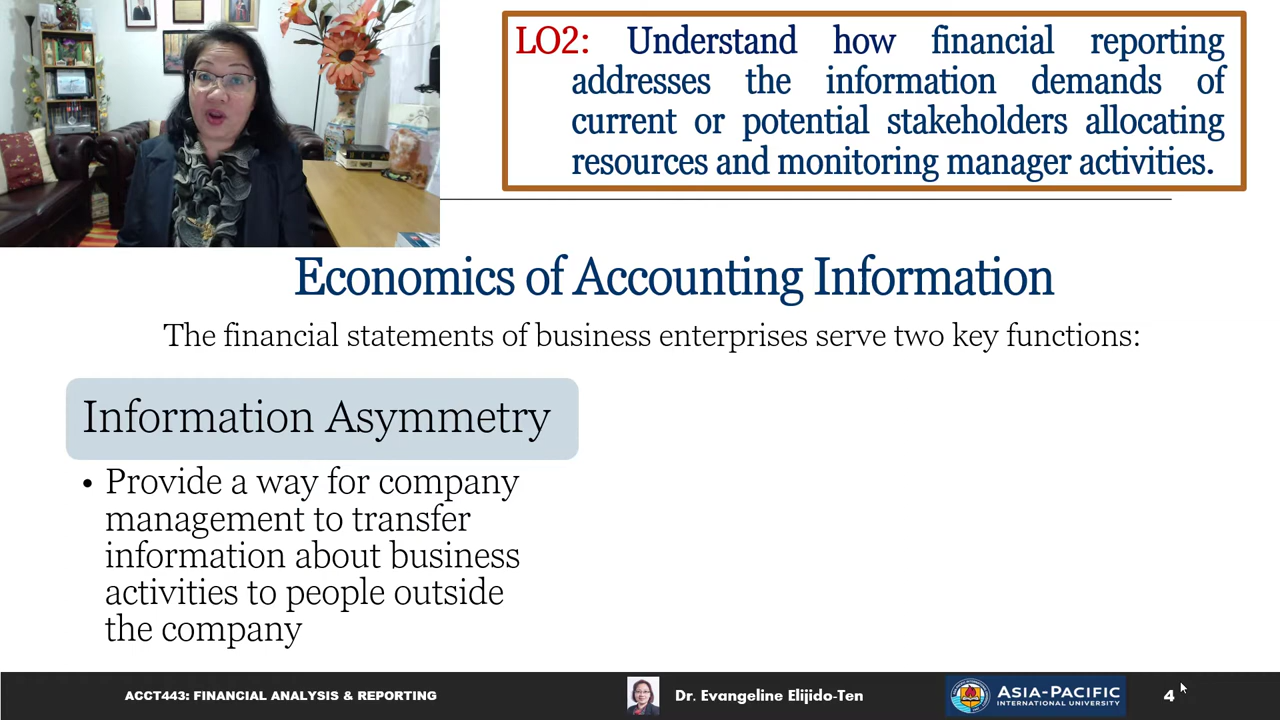 LO2: Understand how financial reporting
addresses the information demands of
current or potential stakeholders allocating
resources and monitoring manager activities.
Economics of Accounting Information
The financial statements of business enterprises serve two key functions:
Information Asymmetry
• Provide a way for company
management to transfer
information about business
activities to people outside
the company
ACCT443: FINANCIAL ANALYSIS & REPORTING
Dr. Evangeline Elijido-Ten
ASIA-PACIFIC
INTERNATIONAL UNIVERSITY
4